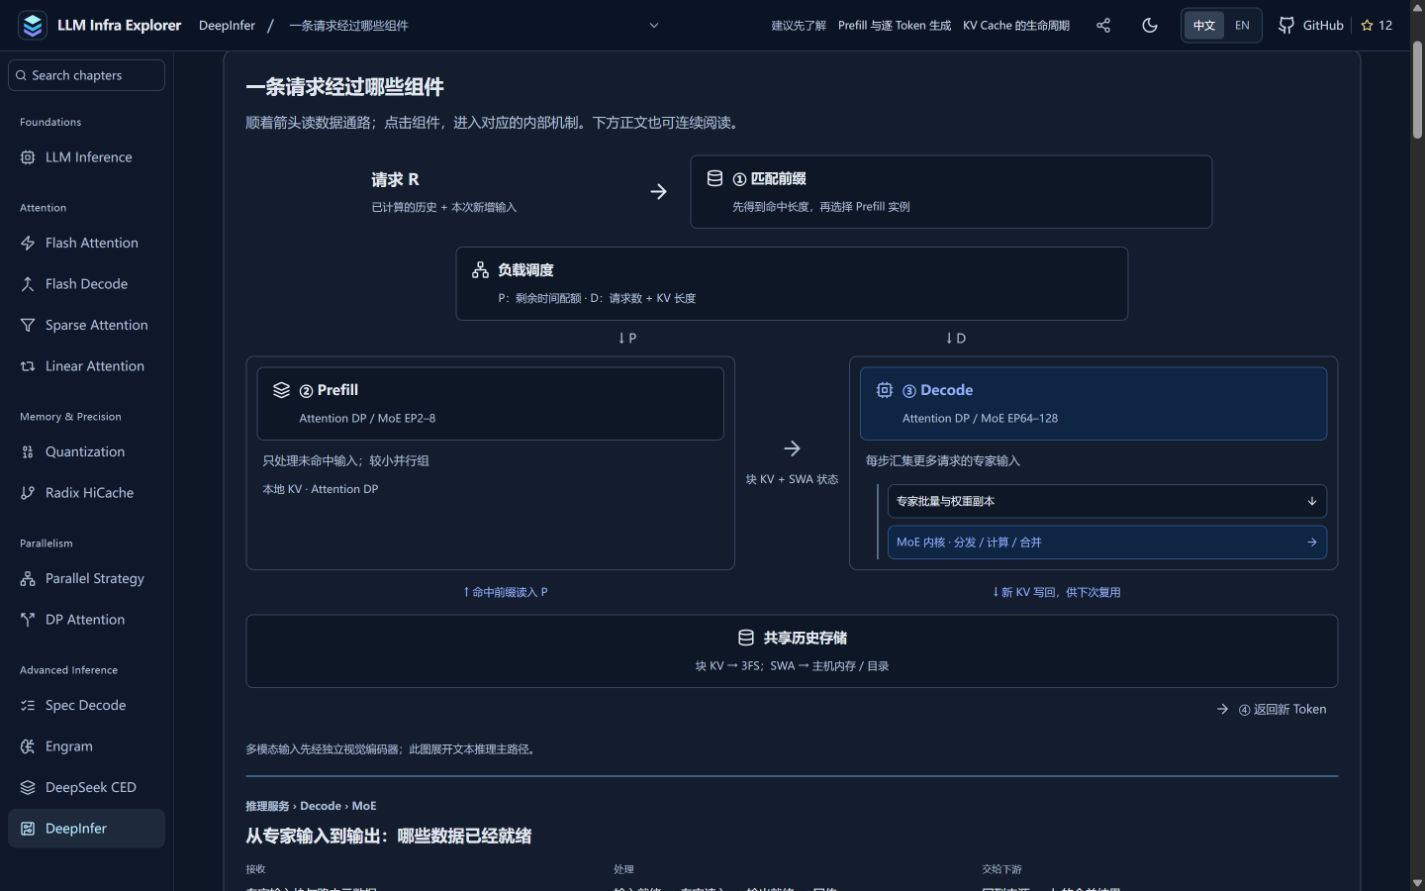 LLM Infra Explorer
DeepInfer / 一条请求经过哪些组件
建议先了解 Prefill 与逐 Token 生成 KV Cache 的生命周期
中文 EN
GitHub
12
Search chapters
Foundations
LLM Inference
Attention
Flash Attention
Flash Decode
Sparse Attention
Linear Attention
Memory & Precision
Quantization
Radix HiCache
Parallelism
Parallel Strategy
DP Attention
Advanced Inference
Spec Decode
Engram
DeepSeek CED
DeepInfer
一条请求经过哪些组件
顺着箭头读数据通路；点击组件，进入对应的内部机制。下方正文也可连续阅读。
请求 R
已计算的历史 + 本次新增输入
→
① 匹配前缀
先得到命中长度，再选择 Prefill 实例
负载调度
P：剩余时间配额 · D：请求数 + KV 长度
↓ P
↓ D
② Prefill
Attention DP / MoE EP2–8
只处理未命中输入；较小并行组
本地 KV · Attention DP
→
块 KV + SWA 状态
③ Decode
Attention DP / MoE EP64–128
每步汇集更多请求的专家输入
专家批量与权重副本 ↓
MoE 内核 · 分发 / 计算 / 合并 →
↑ 命中前缀读入 P
↓ 新 KV 写回，供下次复用
共享历史存储
块 KV → 3FS；SWA → 主机内存 / 目录
→ ④ 返回新 Token
多模态输入先经独立视觉编码器；此图展开文本推理主路径。
推理服务 › Decode › MoE
从专家输入到输出：哪些数据已经就绪
接收
处理
交给下游